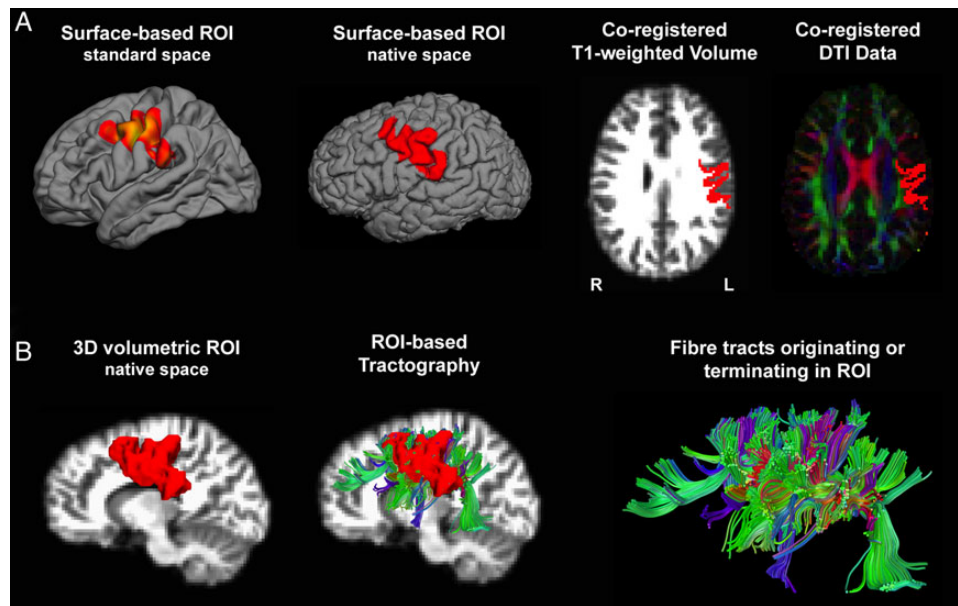 A
Surface-based ROI
standard space
Surface-based ROI
native space
Co-registered
T1-weighted Volume
Co-registered
DTI Data
R
L
B
3D volumetric ROI
native space
ROI-based
Tractography
Fibre tracts originating or
terminating in ROI